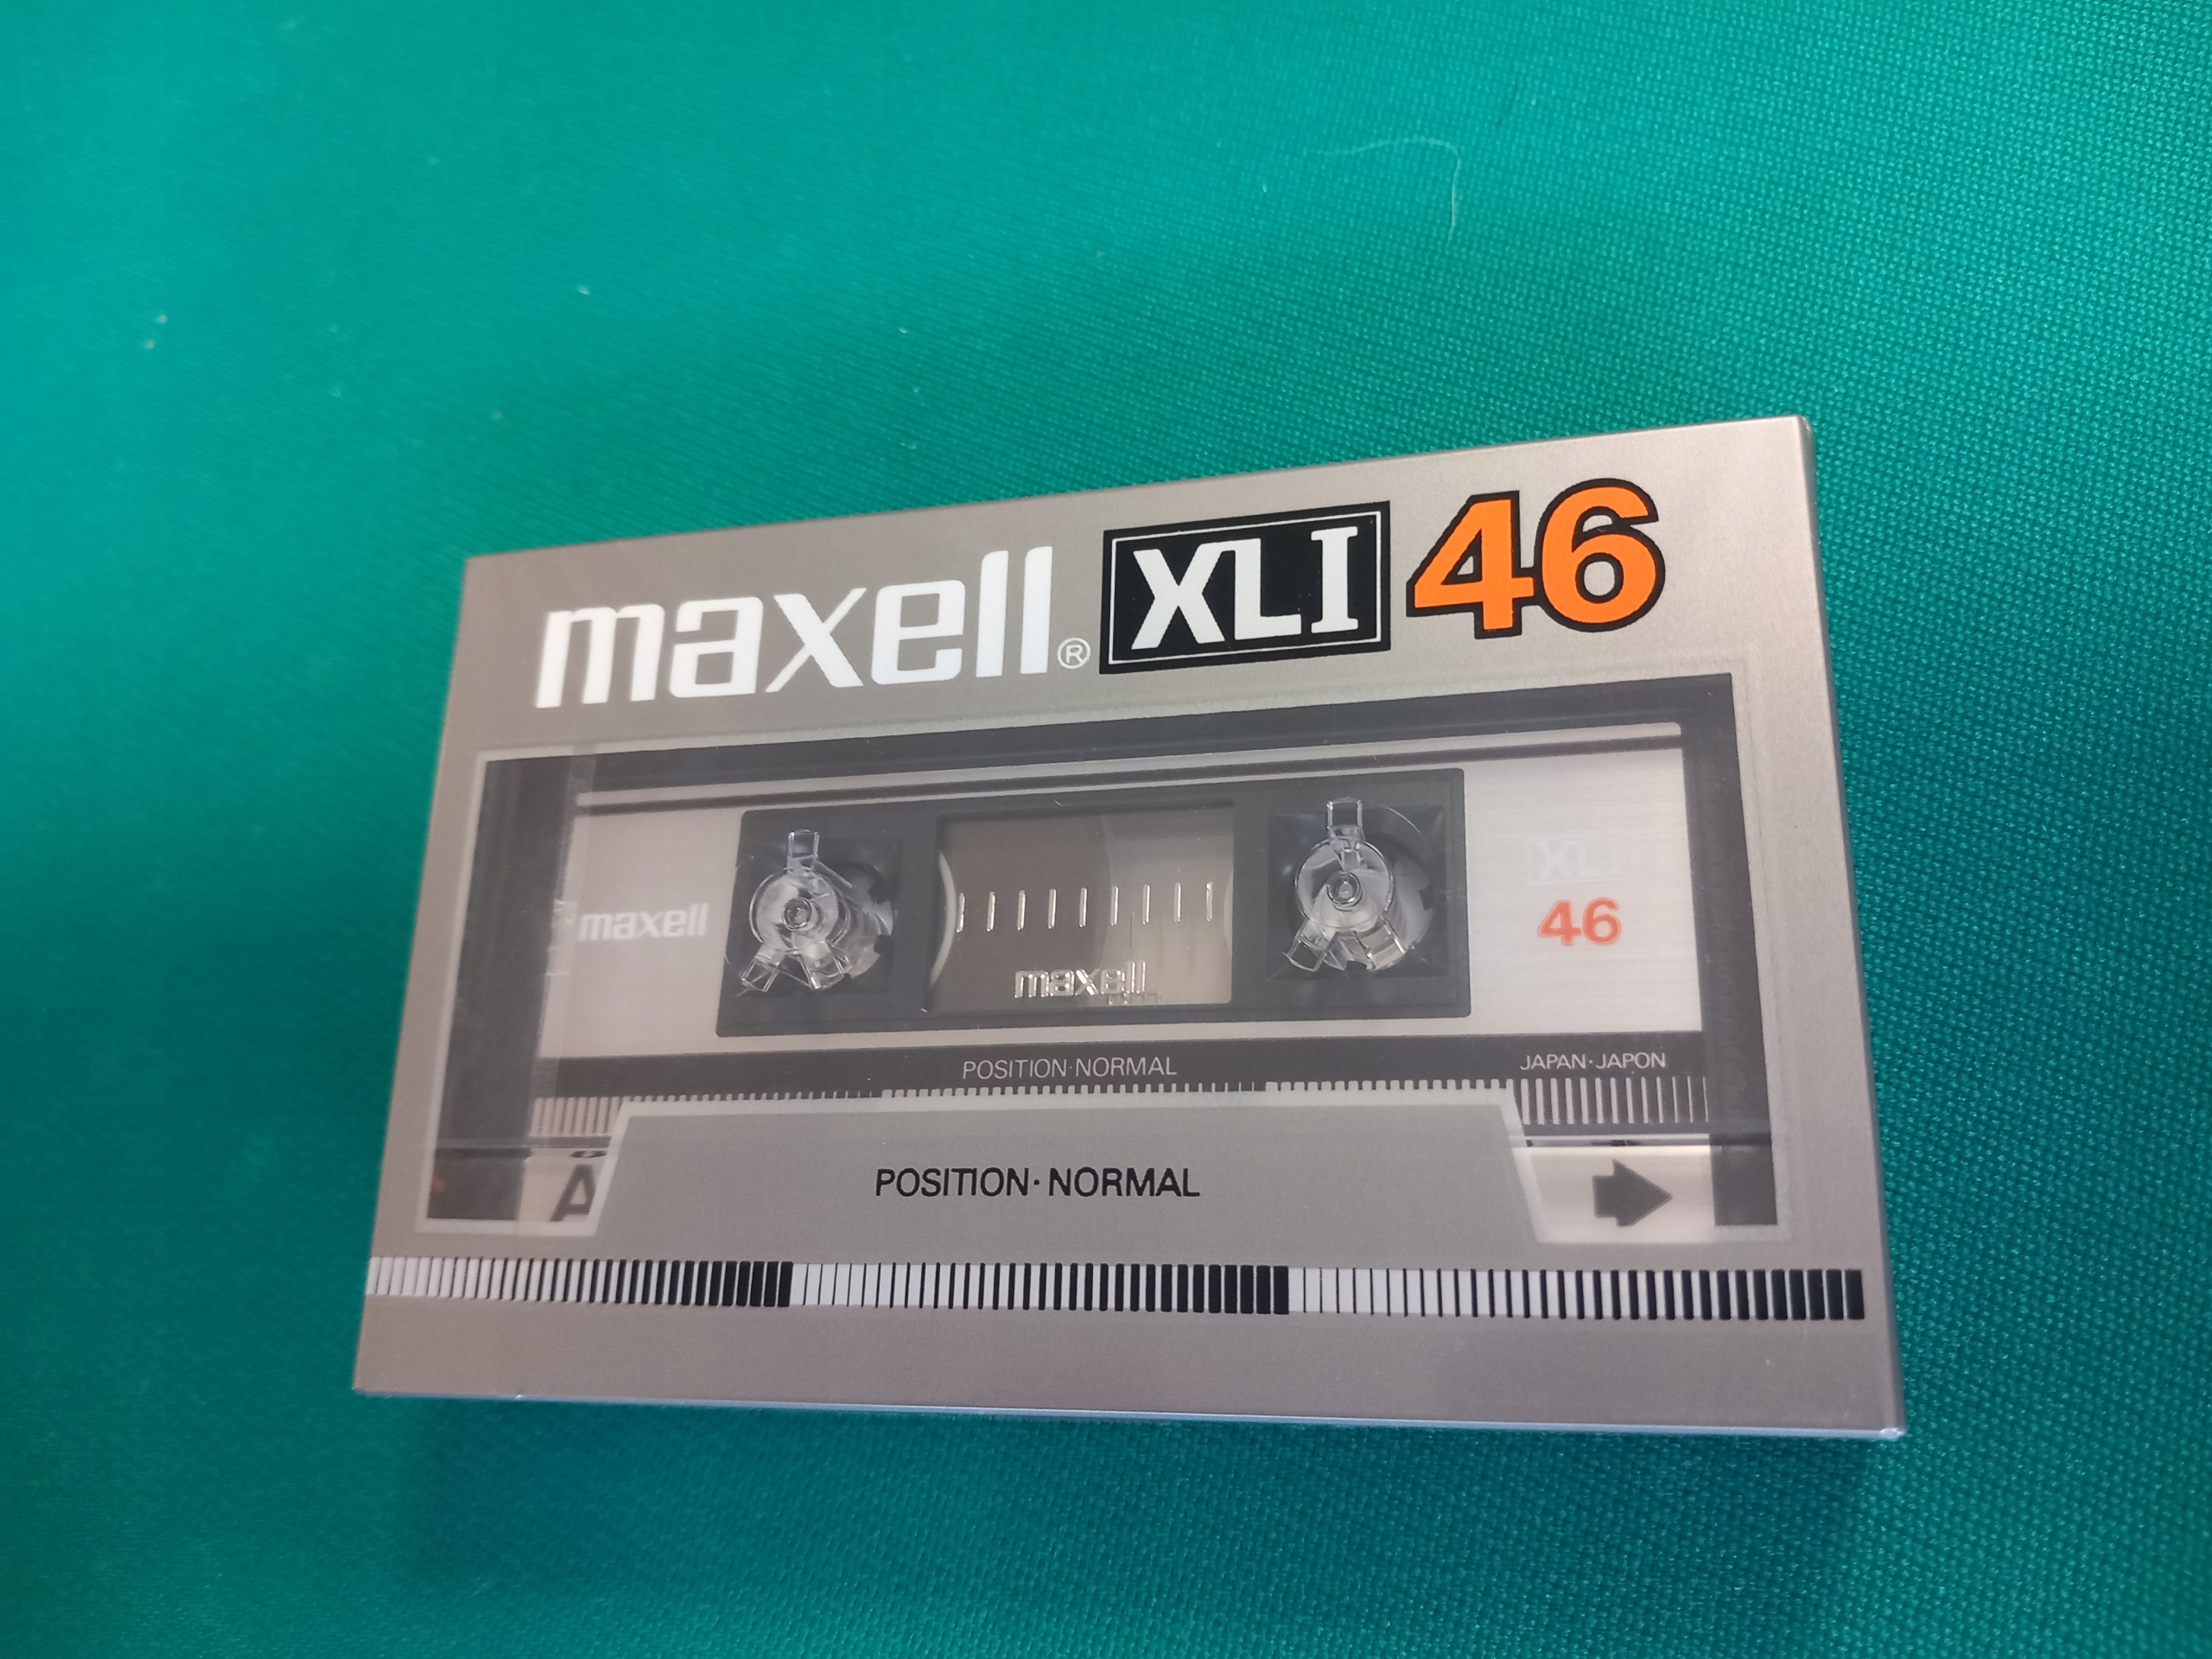 maxell® XLI 46
maxell
XLI
46
maxell
POSITION·NORMAL
JAPAN·JAPON
A
POSITION·NORMAL